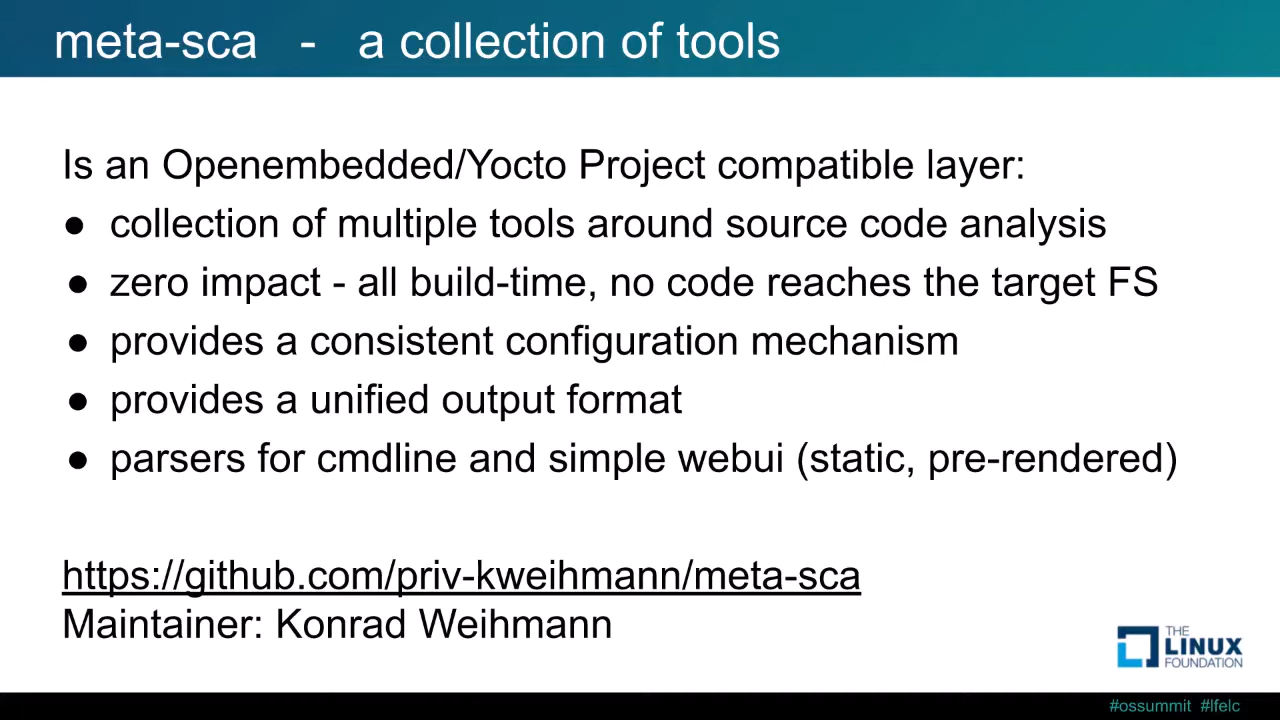 meta-sca - a collection of tools
Is an Openembedded/Yocto Project compatible layer:
● collection of multiple tools around source code analysis
● zero impact - all build-time, no code reaches the target FS
● provides a consistent configuration mechanism
● provides a unified output format
● parsers for cmdline and simple webui (static, pre-rendered)
https://github.com/priv-kweihmann/meta-sca
Maintainer: Konrad Weihmann
THE
LINUX
FOUNDATION
#ossummit #lfelc